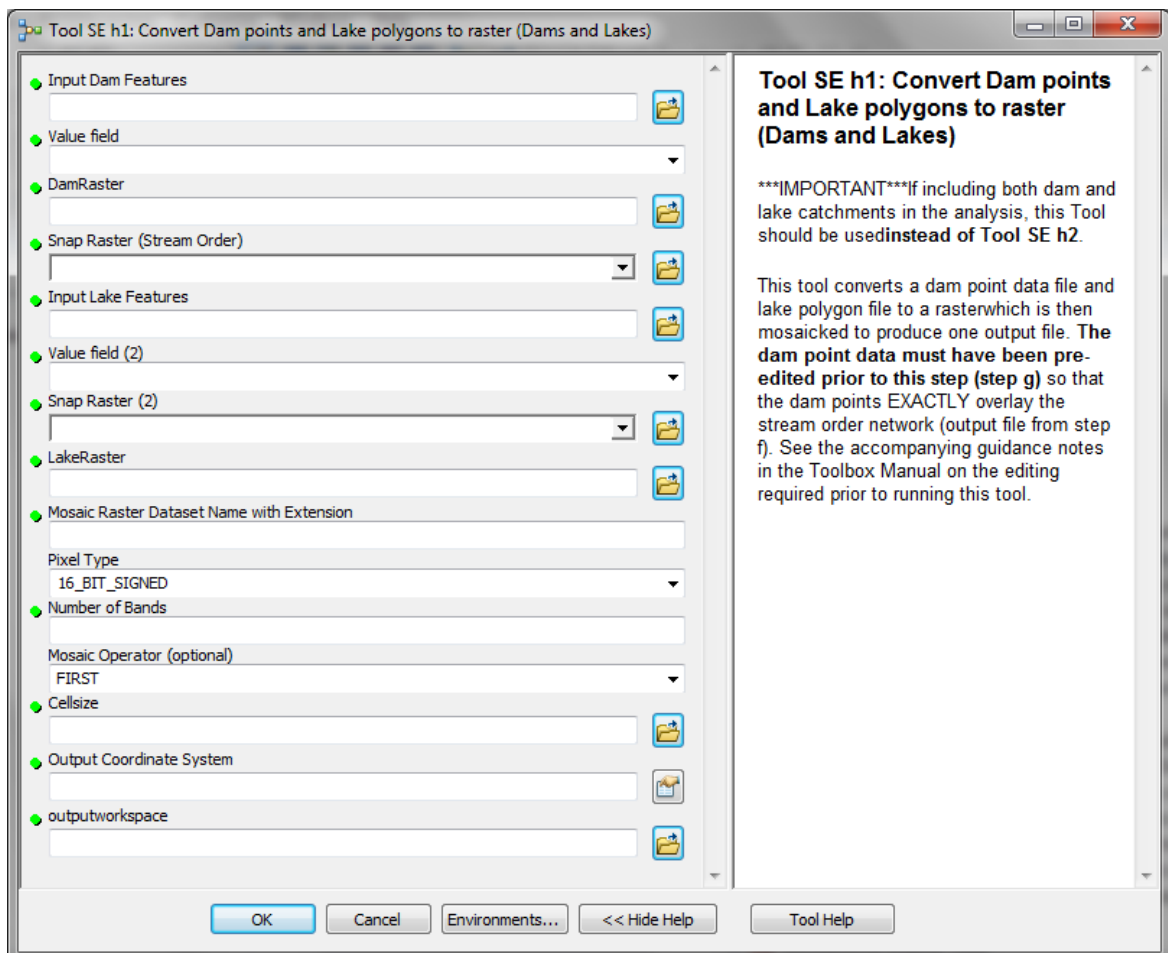 Tool SE h1: Convert Dam points and Lake polygons to raster (Dams and Lakes)
Input Dam Features
Value field
DamRaster
Snap Raster (Stream Order)
Input Lake Features
Value field (2)
Snap Raster (2)
LakeRaster
Mosaic Raster Dataset Name with Extension
Pixel Type
16_BIT_SIGNED
Number of Bands
Mosaic Operator (optional)
FIRST
Cellsize
Output Coordinate System
outputworkspace
Tool SE h1: Convert Dam points
and Lake polygons to raster
(Dams and Lakes)
***IMPORTANT***If including both dam and
lake catchments in the analysis, this Tool
should be usedinstead of Tool SE h2.
This tool converts a dam point data file and
lake polygon file to a rasterwhich is then
mosaicked to produce one output file. The
dam point data must have been pre-
edited prior to this step (step g) so that
the dam points EXACTLY overlay the
stream order network (output file from step
f). See the accompanying guidance notes
in the Toolbox Manual on the editing
required prior to running this tool.
OK
Cancel
Environments...
<< Hide Help
Tool Help